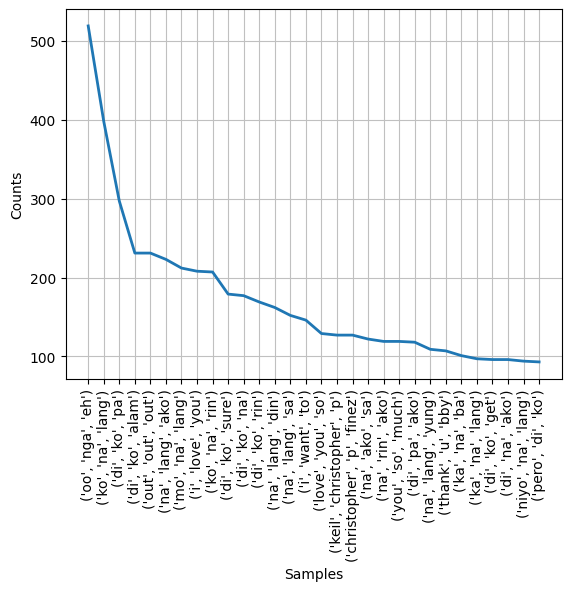 500
400
300
200
100
Counts
('oo', 'nga', 'eh')
('ko', 'na', 'lang')
('di', 'ko', 'pa')
('di', 'ko', 'alam')
('out', 'out', 'out')
('na', 'lang', 'ako')
('mo', 'na', 'lang')
('i', 'love', 'you')
('ko', 'na', 'rin')
('di', 'ko', 'sure')
('di', 'ko', 'na')
('di', 'ko', 'rin')
('na', 'lang', 'din')
('na', 'lang', 'sa')
('i', 'want', 'to')
('love', 'you', 'so')
('keil', 'christopher', 'p')
('christopher', 'p', 'finez')
('na', 'ako', 'sa')
('na', 'rin', 'ako')
('you', 'so', 'much')
('di', 'pa', 'ako')
('na', 'lang', 'yung')
('thank', 'u', 'bby')
('ka', 'na', 'ba')
('ka', 'na', 'lang')
('di', 'ko', 'get')
('di', 'na', 'ako')
('niyo', 'na', 'lang')
('pero', 'di', 'ko')
Samples